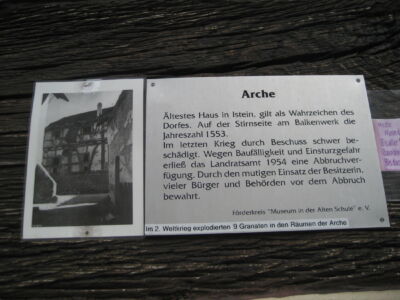 Arche
Ältestes Haus in Istein, gilt als Wahrzeichen des
Dorfes. Auf der Stirnseite am Balkenwerk die
Jahreszahl 1553.
Im letzten Krieg durch Beschuss schwer be-
schädigt. Wegen Baufälligkeit und Einsturzgefahr
erließ das Landratsamt 1954 eine Abbruchver-
fügung. Durch den mutigen Einsatz der Besitzerin,
vieler Bürger und Behörden vor dem Abbruch
bewahrt.
Förderkreis "Museum in der Alten Schule" e. V.
Im 2. Weltkrieg explodierten 9 Granaten in den Räumen der Arche